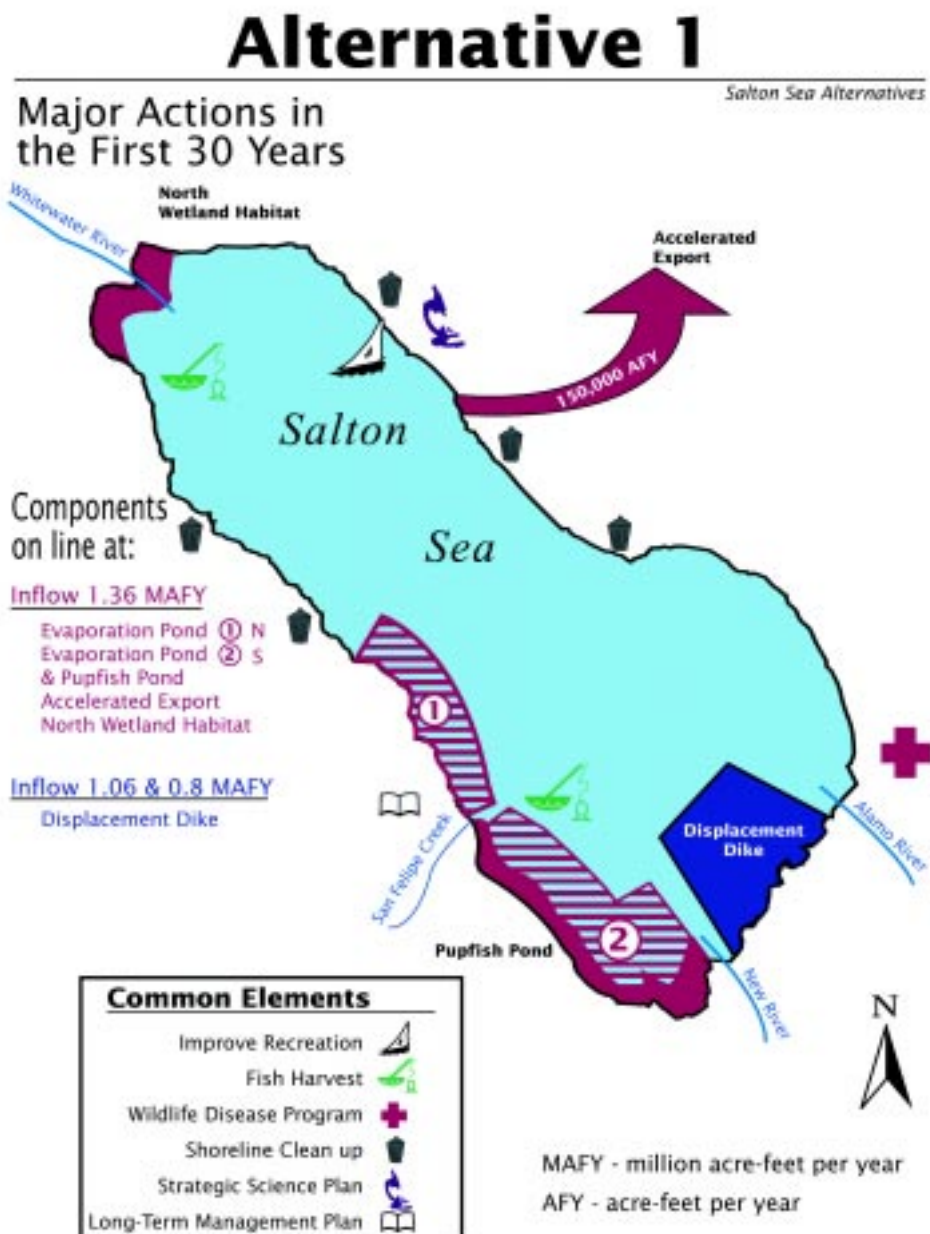 Alternative 1
Salton Sea Alternatives
Major Actions in
the First 30 Years
North
Wetland Habitat
Whitewater River
Accelerated
Export
150,000 AFY
Salton
Sea
Components
on line at:
Inflow 1.36 MAFY
Evaporation Pond ① N
Evaporation Pond ② S
& Pupfish Pond
Accelerated Export
North Wetland Habitat
Inflow 1.06 & 0.8 MAFY
Displacement Dike
1
Displacement
Dike
Alamo River
San Felipe Creek
2
Pupfish Pond
New River
Common Elements
Improve Recreation
Fish Harvest
Wildlife Disease Program
Shoreline Clean up
Strategic Science Plan
Long-Term Management Plan
N
MAFY - million acre-feet per year
AFY - acre-feet per year